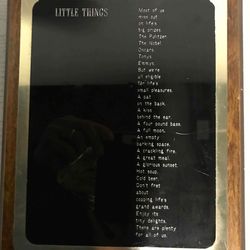 LITTLE THINGS
Most of us
miss out
on life's
big prizes.
The Pulitzer.
The Nobel.
Oscars.
Tonys.
Emmys.
But we're
all eligible
for life's
small pleasures.
A pat
on the back.
A kiss
behind the ear.
A four pound bass.
A full moon.
An empty
parking space.
A crackling fire.
A great meal.
A glorious sunset.
Hot soup.
Cold beer.
Don't fret
about
copping life's
grand awards.
Enjoy its
tiny delights.
There are plenty
for all of us.